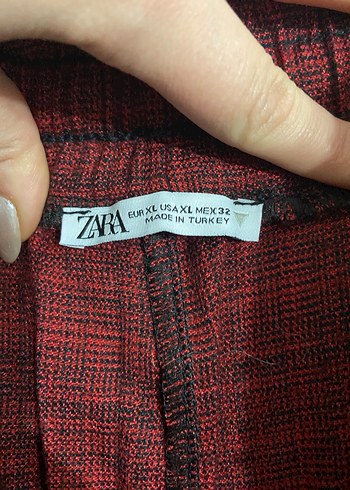 ZARA
EUR XL USA XL MEX 32
MADE IN TURKEY